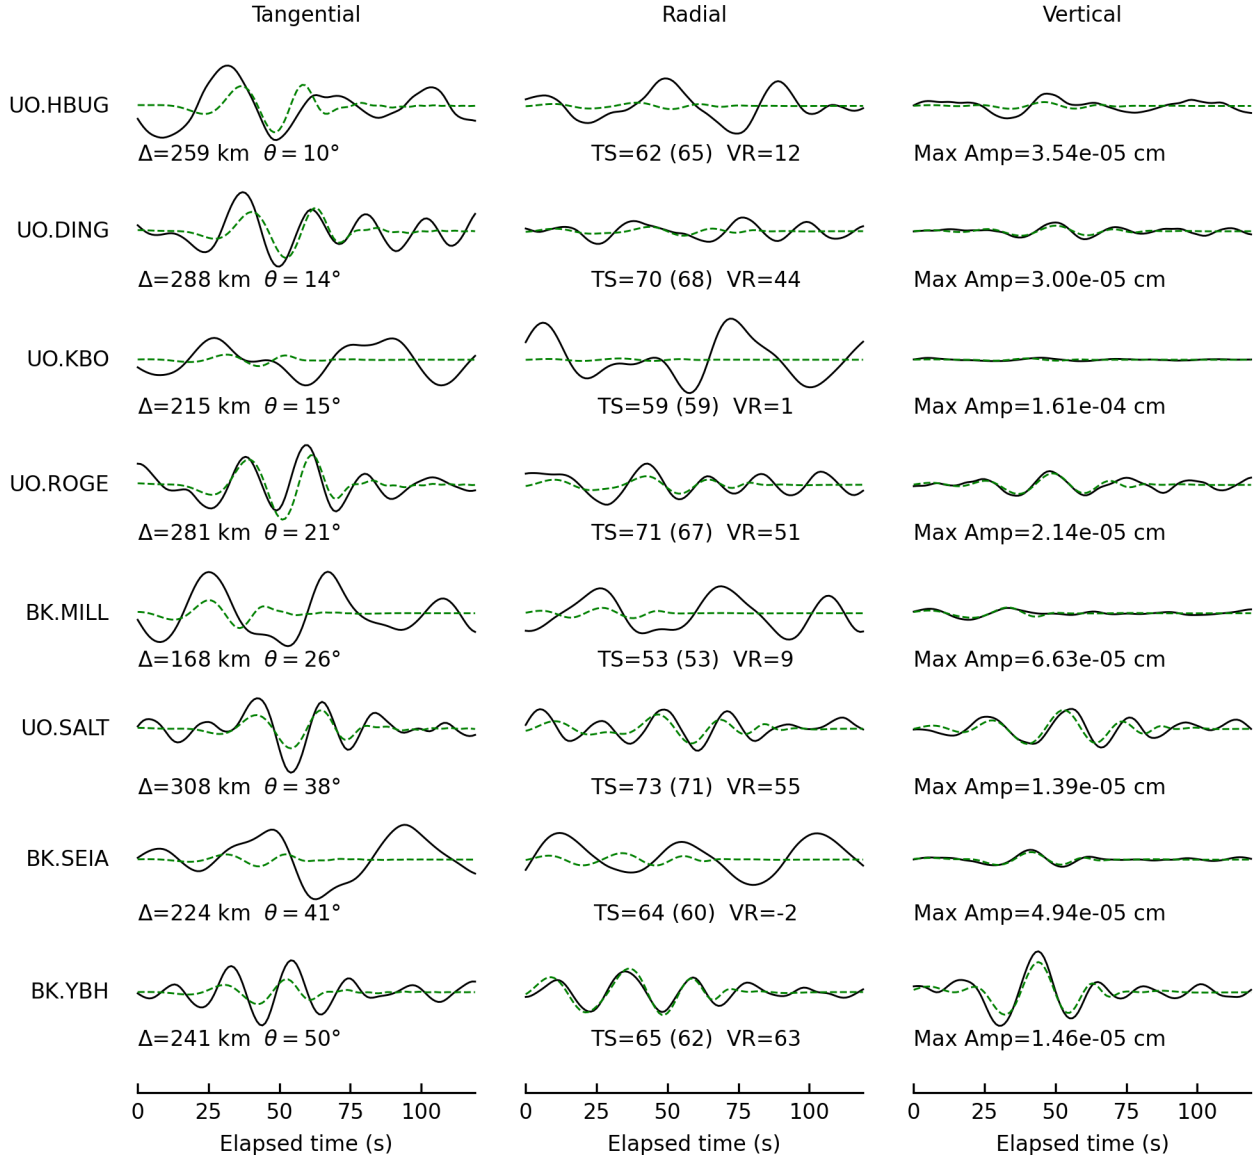 Tangential Radial Vertical
UO.HBUG
Δ=259 km θ = 10° TS=62 (65) VR=12 Max Amp=3.54e-05 cm
UO.DING
Δ=288 km θ = 14° TS=70 (68) VR=44 Max Amp=3.00e-05 cm
UO.KBO
Δ=215 km θ = 15° TS=59 (59) VR=1 Max Amp=1.61e-04 cm
UO.ROGE
Δ=281 km θ = 21° TS=71 (67) VR=51 Max Amp=2.14e-05 cm
BK.MILL
Δ=168 km θ = 26° TS=53 (53) VR=9 Max Amp=6.63e-05 cm
UO.SALT
Δ=308 km θ = 38° TS=73 (71) VR=55 Max Amp=1.39e-05 cm
BK.SEIA
Δ=224 km θ = 41° TS=64 (60) VR=-2 Max Amp=4.94e-05 cm
BK.YBH
Δ=241 km θ = 50° TS=65 (62) VR=63 Max Amp=1.46e-05 cm
0 25 50 75 100 0 25 50 75 100 0 25 50 75 100
Elapsed time (s) Elapsed time (s) Elapsed time (s)